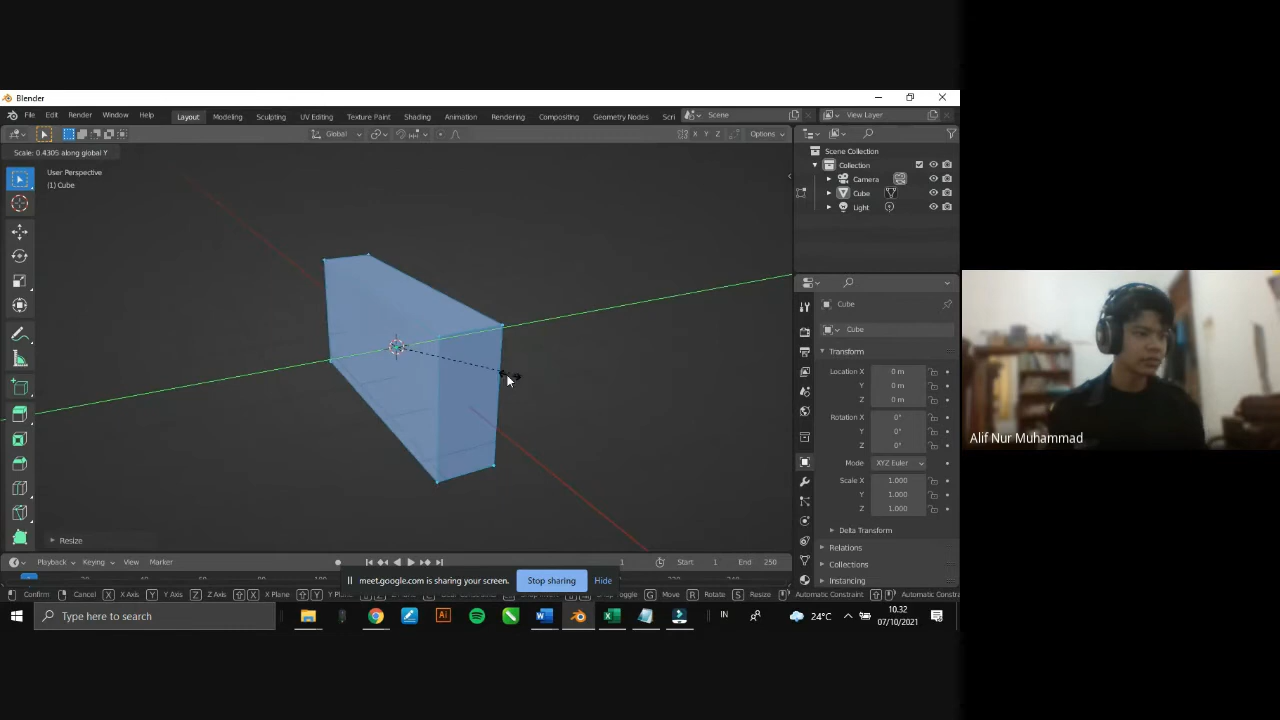 Blender
File Edit Render Window Help Layout Modeling Sculpting UV Editing Texture Paint Shading Animation Rendering Compositing Geometry Nodes Scri Scene View Layer
Global X Y Z Options
Scale: 0.4305 along global Y
User Perspective
(1) Cube
Scene Collection
Collection
Camera
Cube
Light
Cube
Cube
Transform
Location X 0 m
Y 0 m
Z 0 m
Rotation X 0°
Y 0°
Z 0°
Mode XYZ Euler
Scale X 1.000
Y 1.000
Z 1.000
Delta Transform
Relations
Collections
Instancing
Resize
Playback Keying View Marker 1 Start 1 End 250
meet.google.com is sharing your screen. Stop sharing Hide
Confirm Cancel X X Axis Y Y Axis Z Z Axis X X Plane Y G Move R Rotate S Resize Automatic Constraint Automatic Constr
Type here to search
IN 24°C 10.32
07/10/2021
Alif Nur Muhammad